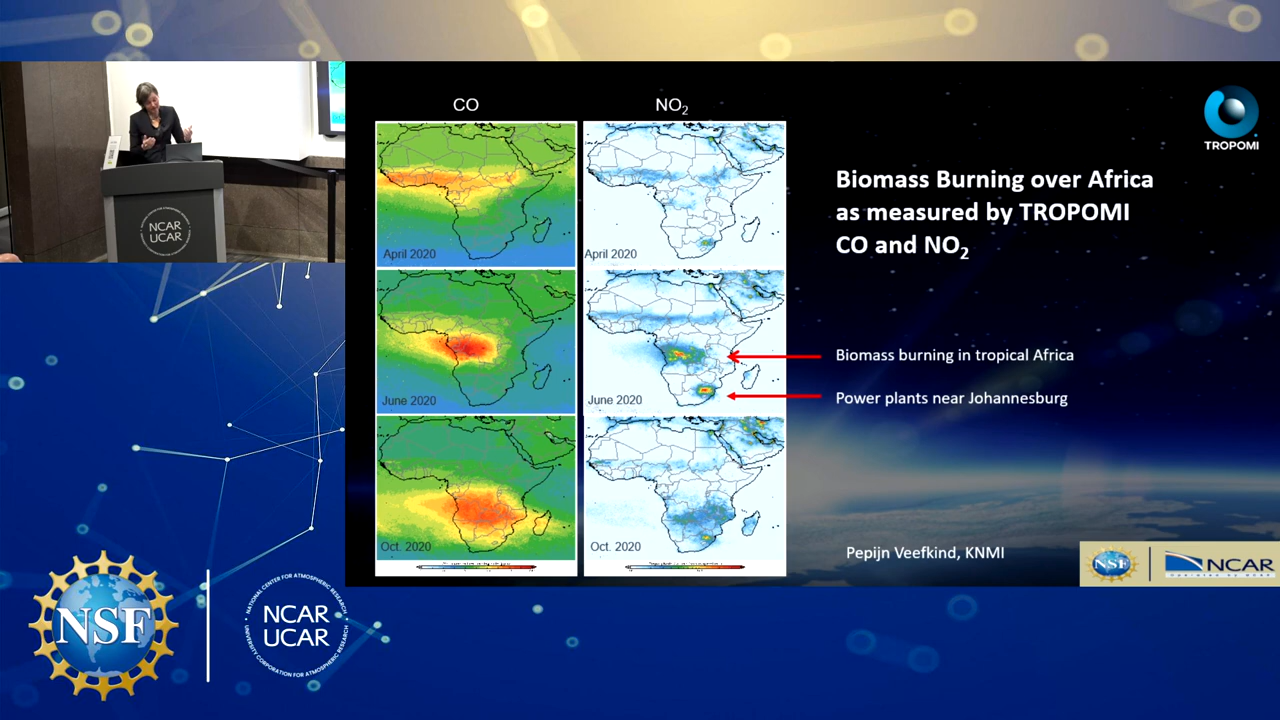 NCAR
UCAR
CO
NO₂
April 2020
April 2020
June 2020
June 2020
Oct. 2020
Oct. 2020
TROPOMI
Biomass Burning over Africa
as measured by TROPOMI
CO and NO₂
Biomass burning in tropical Africa
Power plants near Johannesburg
Pepijn Veefkind, KNMI
NSF
NCAR
NSF
NATIONAL CENTER FOR ATMOSPHERIC RESEARCH
NCAR
UCAR
UNIVERSITY CORPORATION FOR ATMOSPHERIC RESEARCH